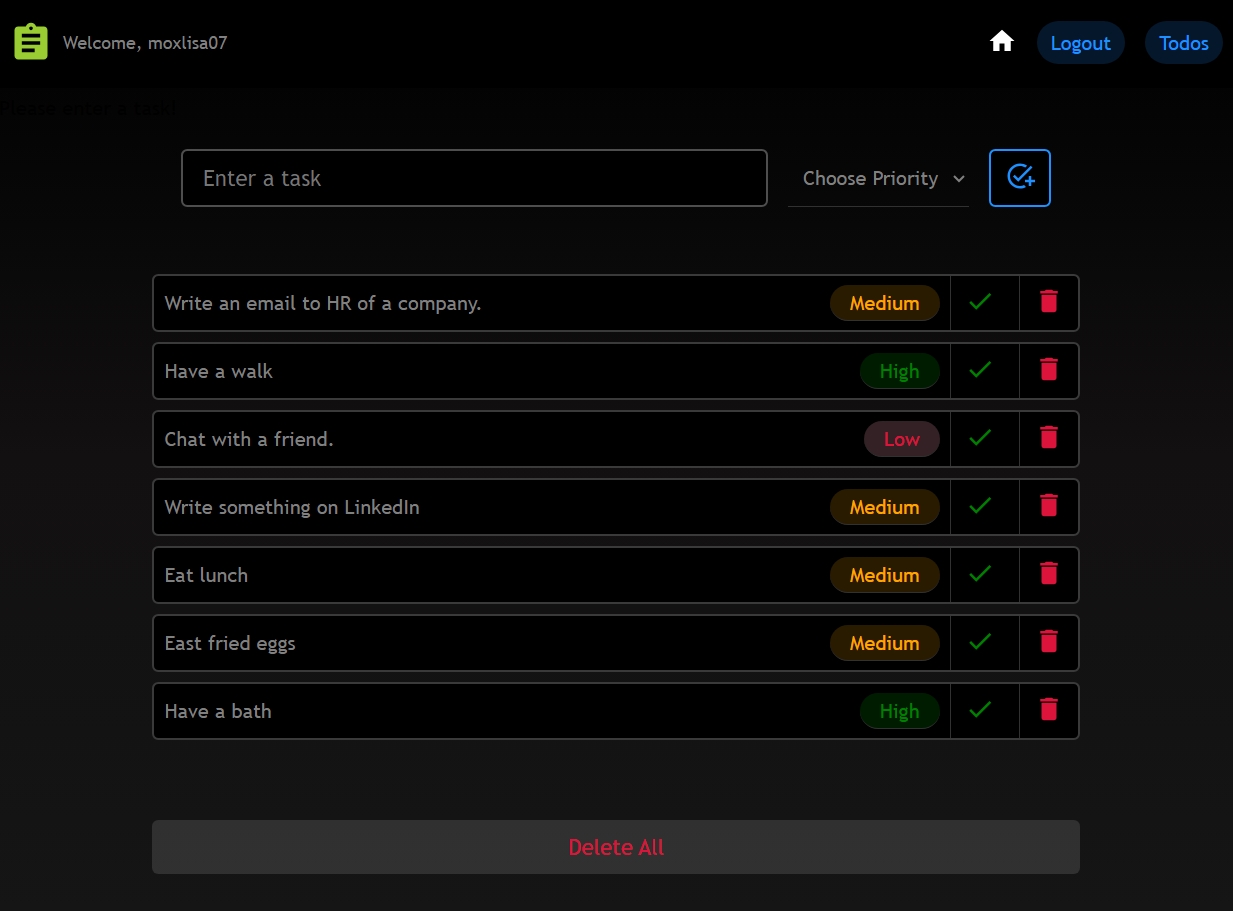 Welcome, moxlisa07
Logout
Todos
Please enter a task!
Enter a task
Choose Priority
Write an email to HR of a company.
Medium
Have a walk
High
Chat with a friend.
Low
Write something on LinkedIn
Medium
Eat lunch
Medium
East fried eggs
Medium
Have a bath
High
Delete All